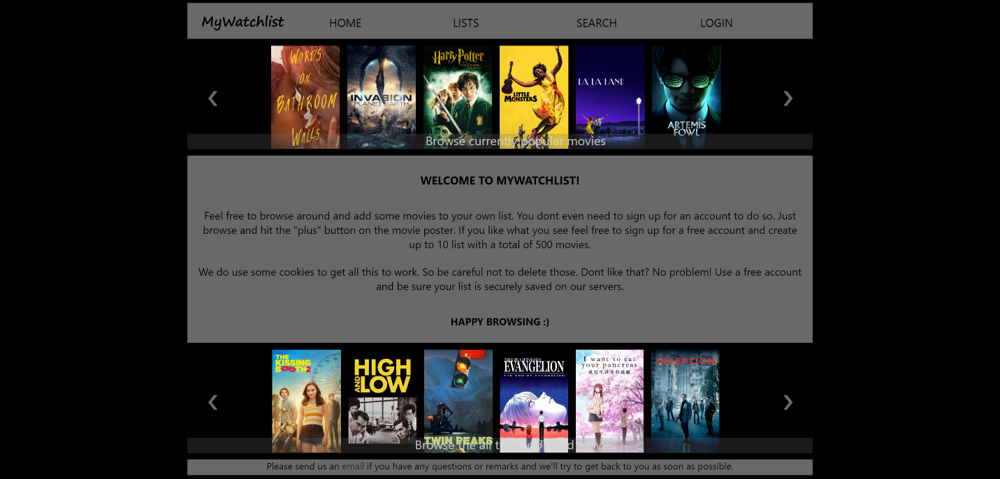 MyWatchlist HOME LISTS SEARCH LOGIN
WORDS
ON
BATHROOM
WALLS
INVASION
PLANET EARTH
Harry Potter
CHAMBER
SECRETS
LITTLE
MONSTERS
LA LA LAND
ARTEMIS
FOWL
Browse currently popular movies
WELCOME TO MYWATCHLIST!
Feel free to browse around and add some movies to your own list. You dont even need to sign up for an account to do so. Just
browse and hit the "plus" button on the movie poster. If you like what you see feel free to sign up for a free account and create
up to 10 list with a total of 500 movies.
We do use some cookies to get all this to work. So be careful not to delete those. Dont like that? No problem! Use a free account
and be sure your list is securely saved on our servers.
HAPPY BROWSING :)
THE
KISSING
BOOTH2
HIGH
AND
LOW
TWIN PEAKS
NEON GENESIS
EVANGELION
THE END OF EVANGELION
I want to eat
your pancreas
INCEPTION
Browse the all
Please send us an email if you have any questions or remarks and we'll try to get back to you as soon as possible.